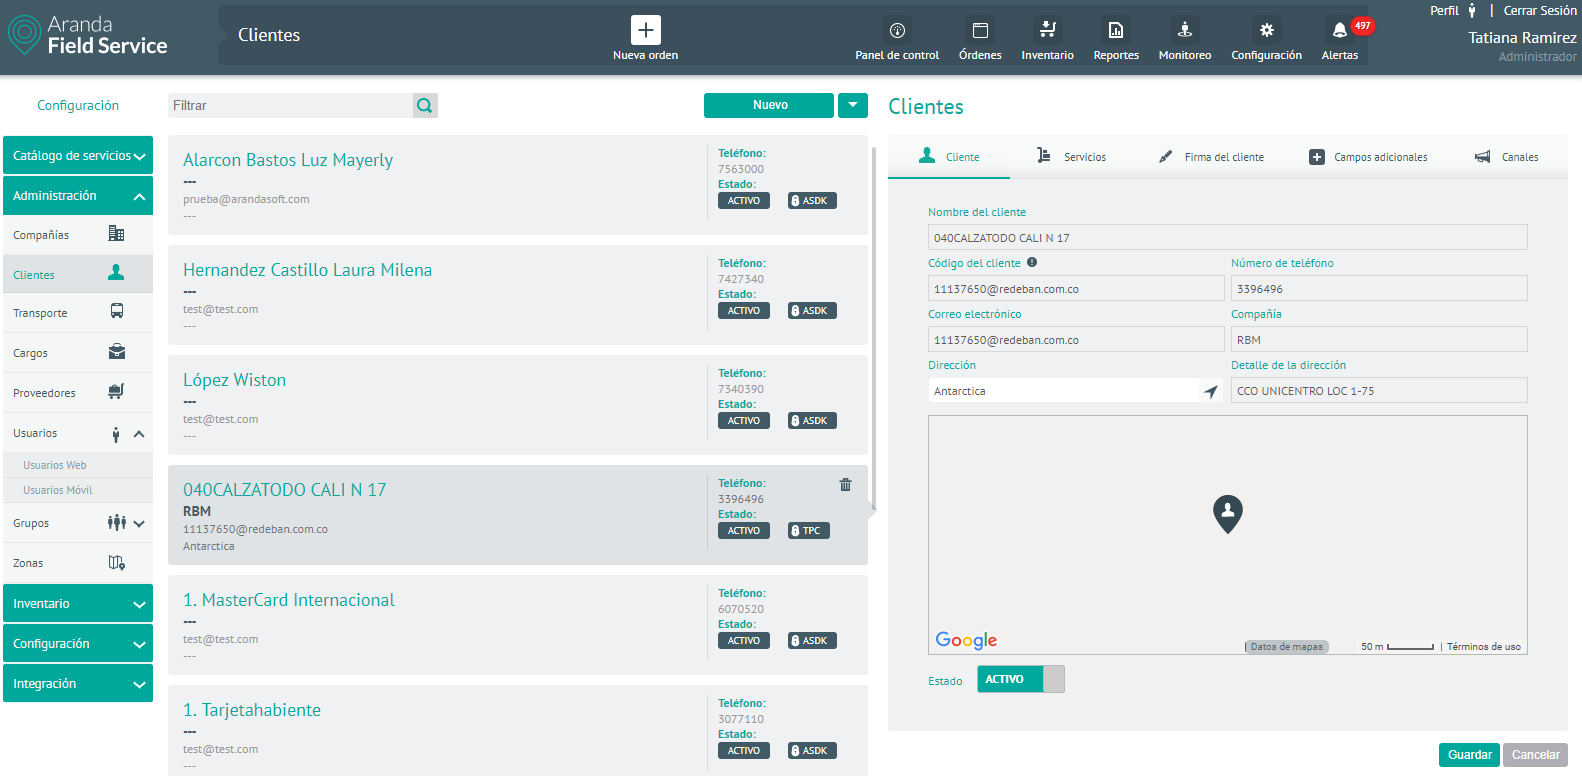 Aranda
Field Service
Clientes
Nueva orden
Panel de control
Órdenes
Inventario
Reportes
Monitoreo
Configuración
Alertas
497
Perfil | Cerrar Sesión
Tatiana Ramirez
Administrador
Configuración
Catálogo de servicios
Administración
Compañías
Clientes
Transporte
Cargos
Proveedores
Usuarios
Usuarios Web
Usuarios Móvil
Grupos
Zonas
Inventario
Configuración
Integración
Filtrar
Nuevo
Alarcon Bastos Luz Mayerly
---
prueba@arandasoft.com
---
Teléfono:
7563000
Estado:
ACTIVO ASDK
Hernandez Castillo Laura Milena
---
test@test.com
---
Teléfono:
7427340
Estado:
ACTIVO ASDK
López Wiston
---
test@test.com
---
Teléfono:
7340390
Estado:
ACTIVO ASDK
040CALZATODO CALI N 17
RBM
11137650@redeban.com.co
Antarctica
Teléfono:
3396496
Estado:
ACTIVO TPC
1. MasterCard Internacional
---
test@test.com
---
Teléfono:
6070520
Estado:
ACTIVO ASDK
1. Tarjetahabiente
---
test@test.com
---
Teléfono:
3077110
Estado:
ACTIVO ASDK
Clientes
Cliente
Servicios
Firma del cliente
Campos adicionales
Canales
Nombre del cliente
040CALZATODO CALI N 17
Código del cliente
11137650@redeban.com.co
Número de teléfono
3396496
Correo electrónico
11137650@redeban.com.co
Compañía
RBM
Dirección
Antarctica
Detalle de la dirección
CCO UNICENTRO LOC 1-75
Google
Datos de mapas 50 m | Términos de uso
Estado ACTIVO
Guardar Cancelar